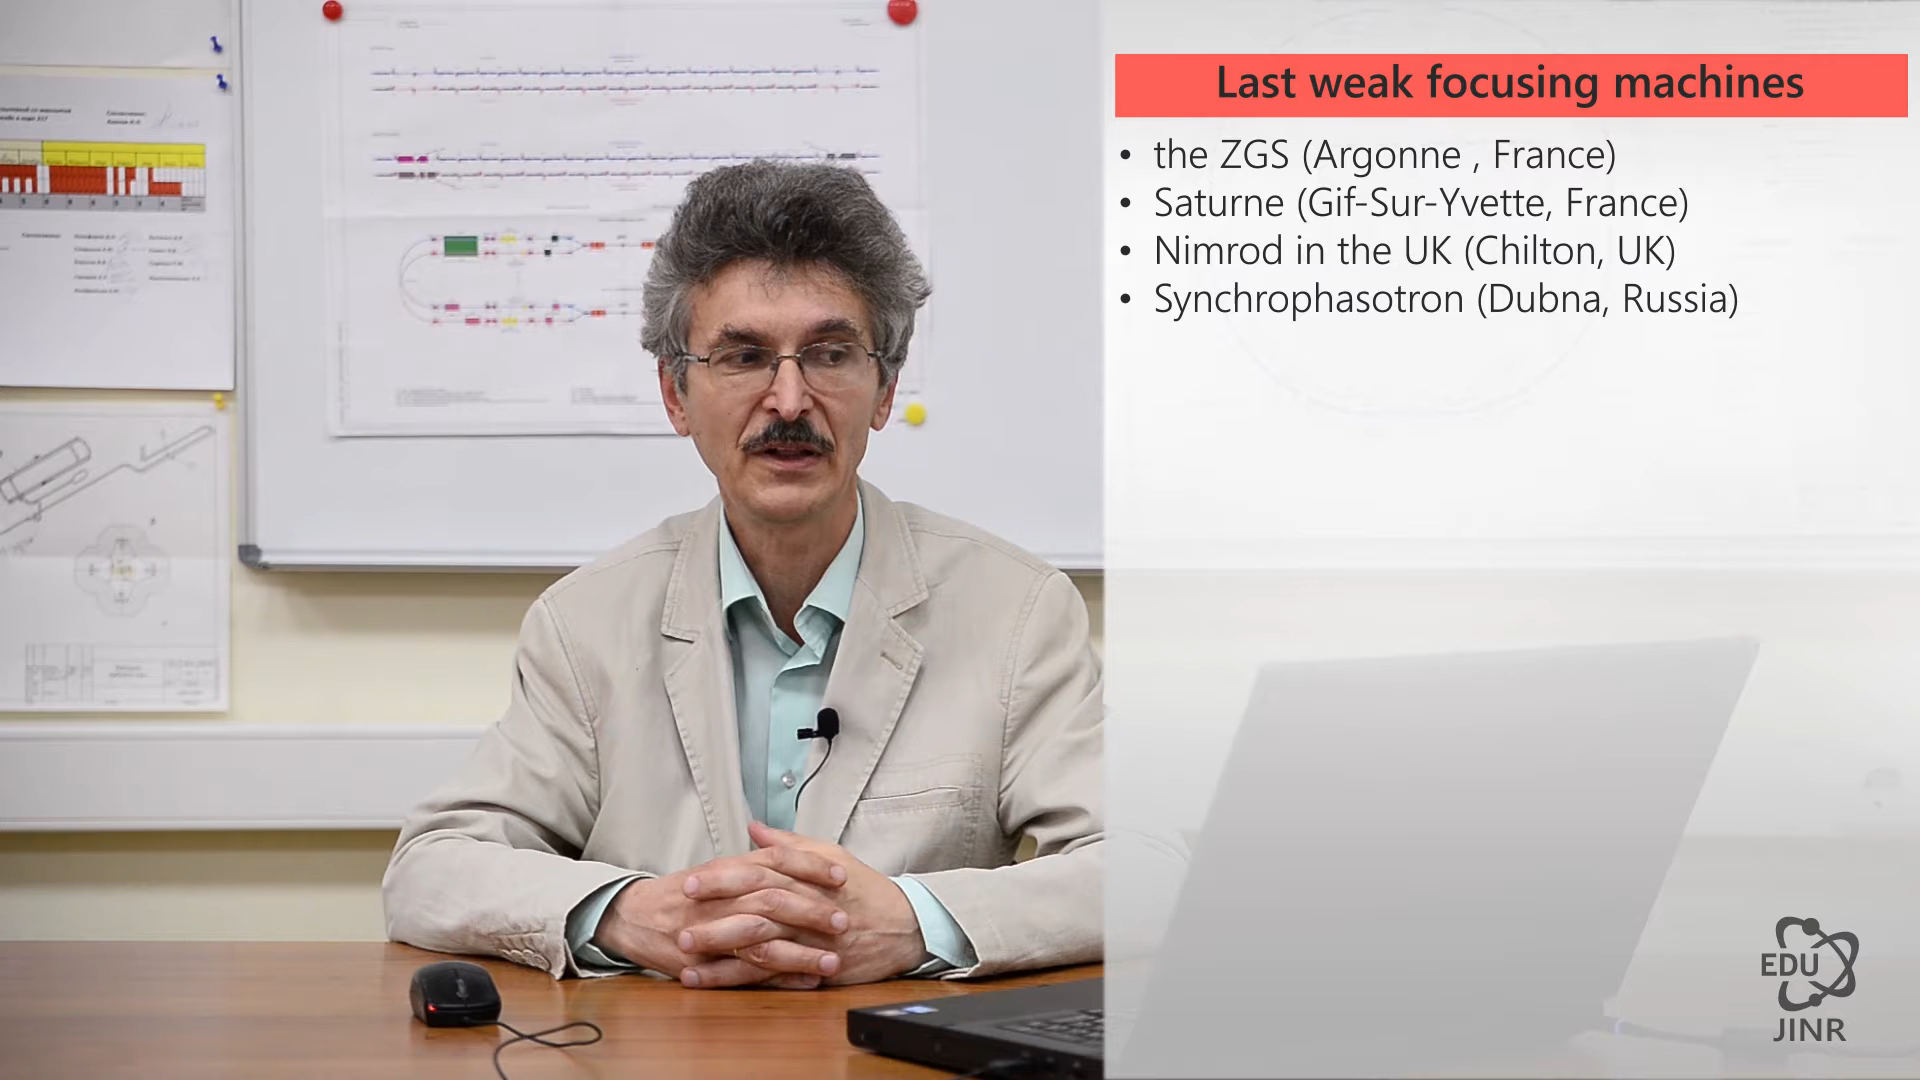 Last weak focusing machines
• the ZGS (Argonne , France)
• Saturne (Gif-Sur-Yvette, France)
• Nimrod in the UK (Chilton, UK)
• Synchrophasotron (Dubna, Russia)
EDU
JINR